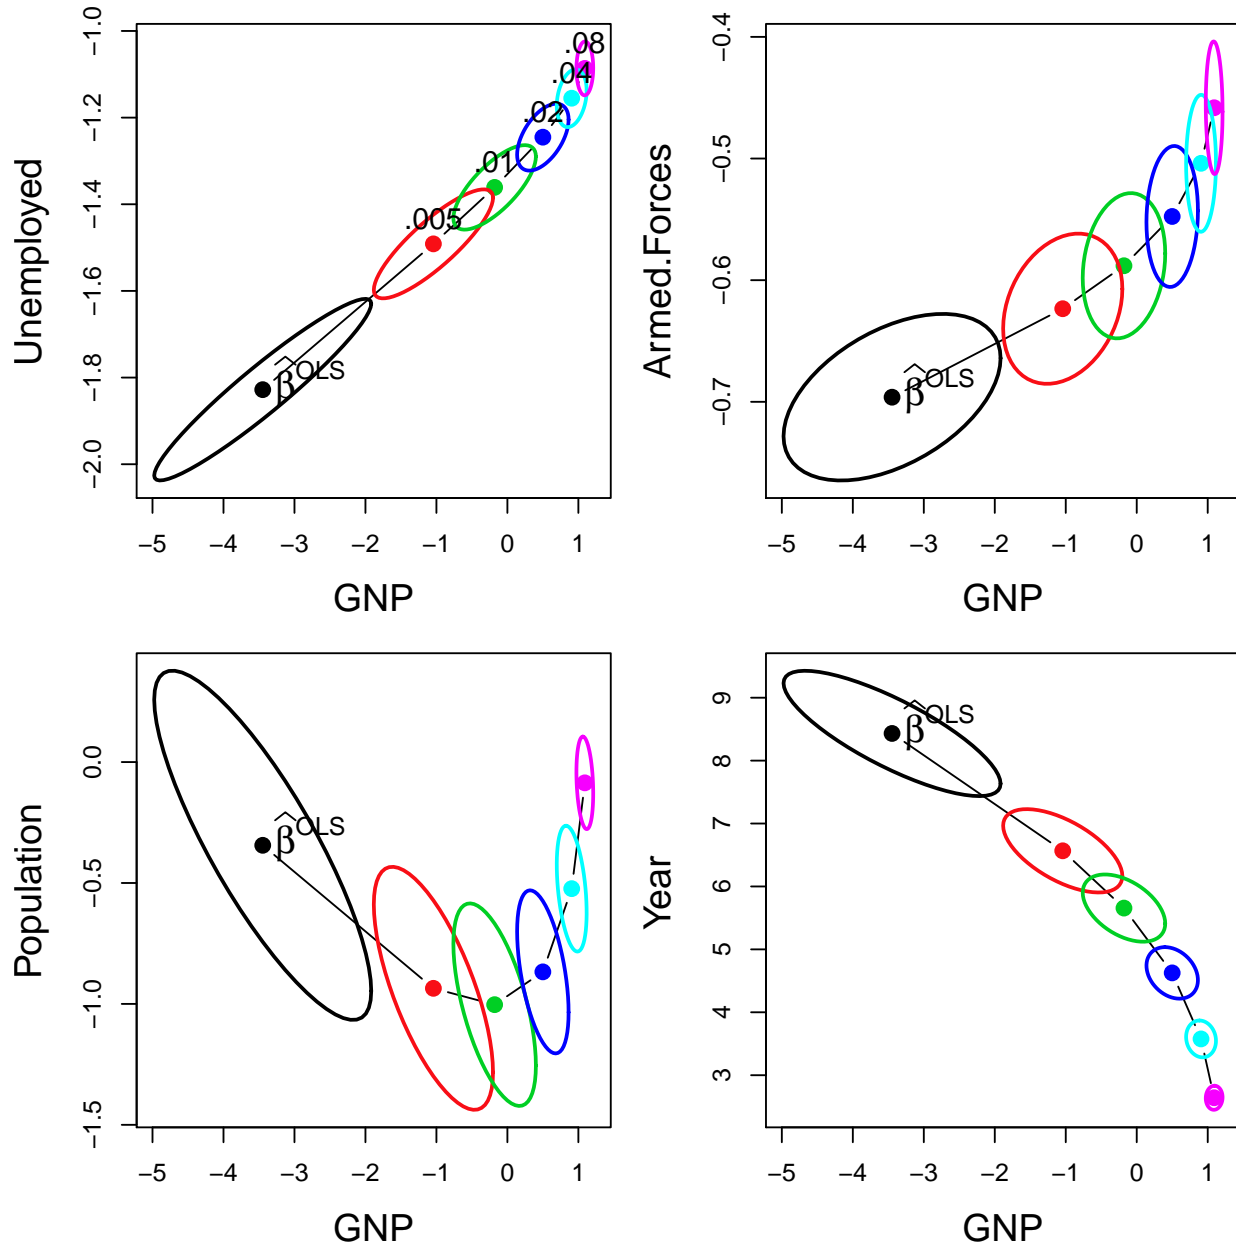 −1.0
−1.2
−1.4
−1.6
−1.8
−2.0
Unemployed
.08
.04
.02
.01
.005
β̂OLS
−5 −4 −3 −2 −1 0 1
GNP
−0.4
−0.5
−0.6
−0.7
Armed.Forces
β̂OLS
−5 −4 −3 −2 −1 0 1
GNP
0.0
−0.5
−1.0
−1.5
Population
β̂OLS
−5 −4 −3 −2 −1 0 1
GNP
9
8
7
6
5
4
3
Year
β̂OLS
−5 −4 −3 −2 −1 0 1
GNP